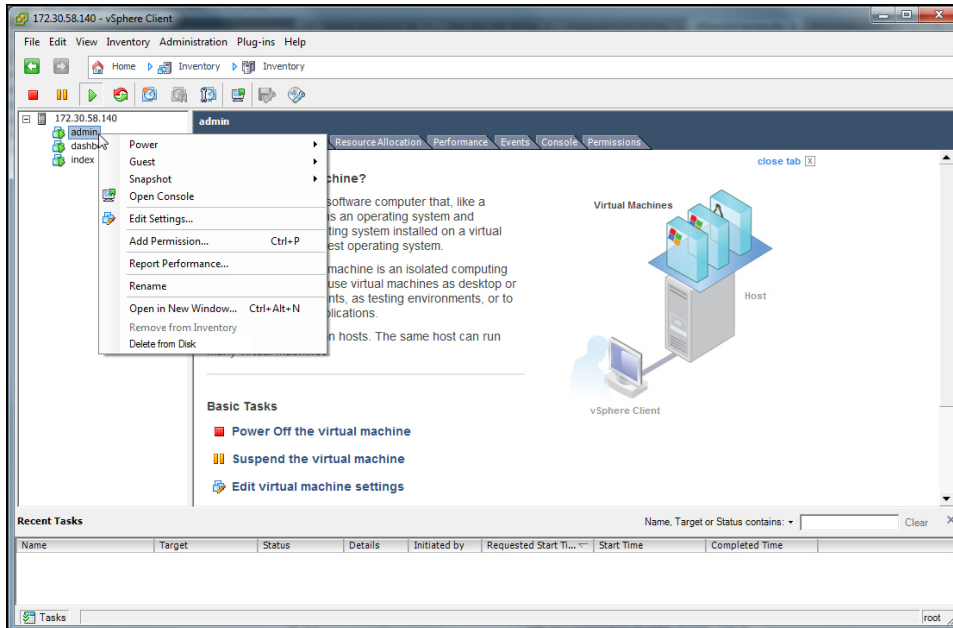 172.30.58.140 - vSphere Client
File Edit View Inventory Administration Plug-ins Help
Home Inventory Inventory
172.30.58.140
admin
dashbo
index
admin
Resource Allocation Performance Events Console Permissions
close tab X
Power
Guest
Snapshot
Open Console
Edit Settings...
Add Permission... Ctrl+P
Report Performance...
Rename
Open in New Window... Ctrl+Alt+N
Remove from Inventory
Delete from Disk
chine?
software computer that, like a
s an operating system and
ting system installed on a virtual
est operating system.
machine is an isolated computing
use virtual machines as desktop or
nts, as testing environments, or to
plications.
n hosts. The same host can run
Virtual Machines
Host
vSphere Client
Basic Tasks
Power Off the virtual machine
Suspend the virtual machine
Edit virtual machine settings
Recent Tasks Name, Target or Status contains: Clear
Name Target Status Details Initiated by Requested Start Ti... Start Time Completed Time
Tasks root